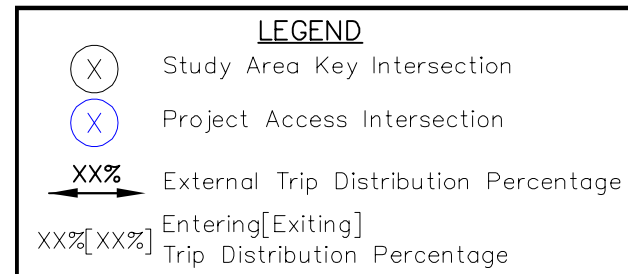 LEGEND
X Study Area Key Intersection
X Project Access Intersection
XX% External Trip Distribution Percentage
XX%[XX%] Entering[Exiting]
Trip Distribution Percentage